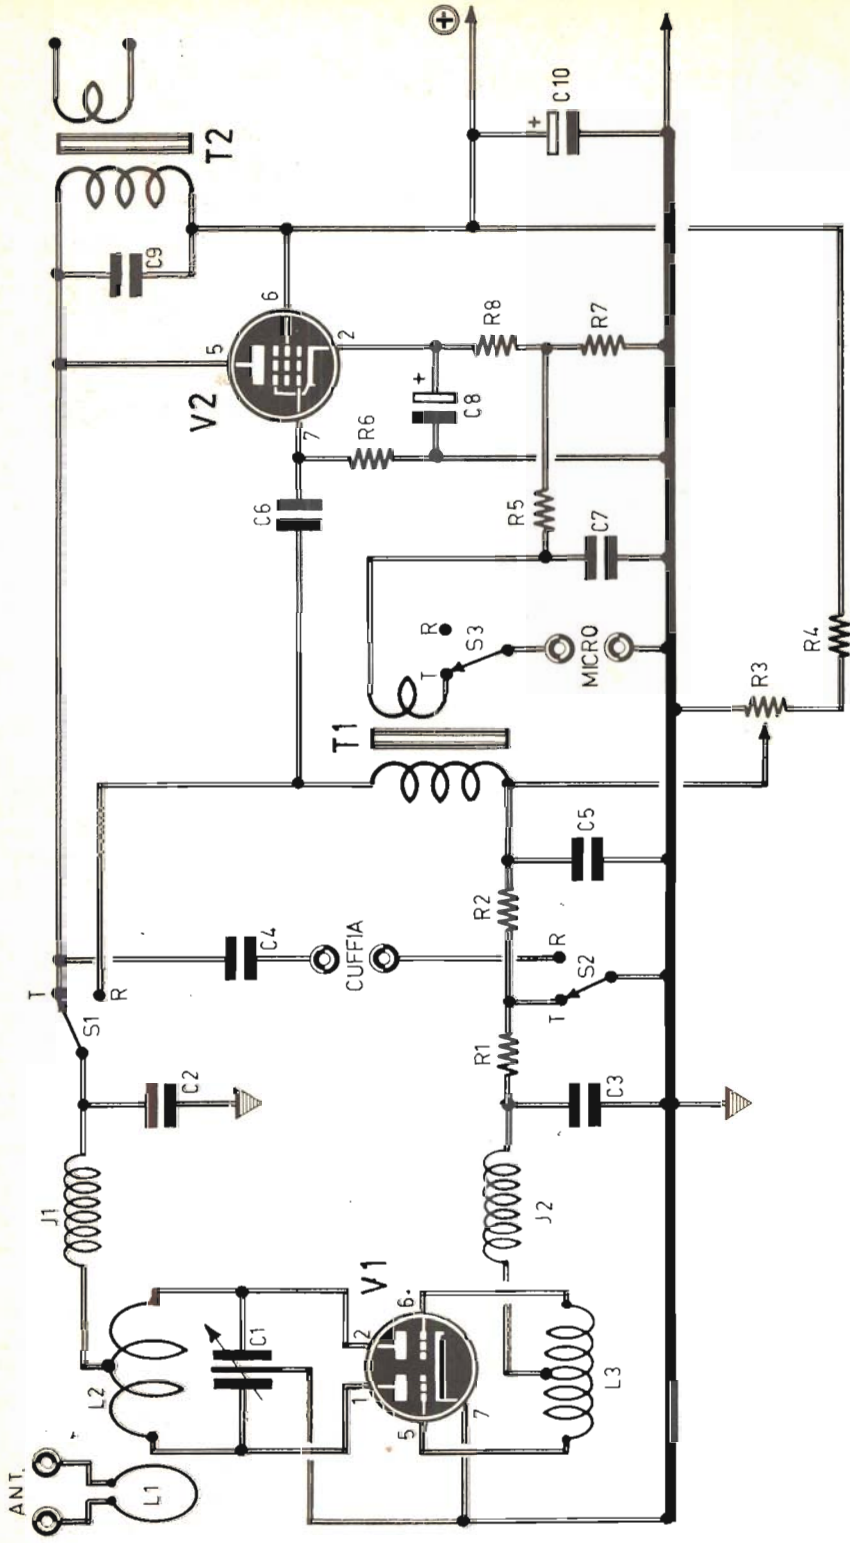 ANT.
L1
L2
J1
C2
S1
T
R
C1
V1
1
2
5
6
7
L3
J2
C3
R1
S2
T
R
R2
C5
C4
CUFFIA
T1
T
R
S3
MICRO
R3
R4
C6
R5
C7
V2
5
6
7
2
R6
C8
+
R8
R7
C9
T2
+
+
C10